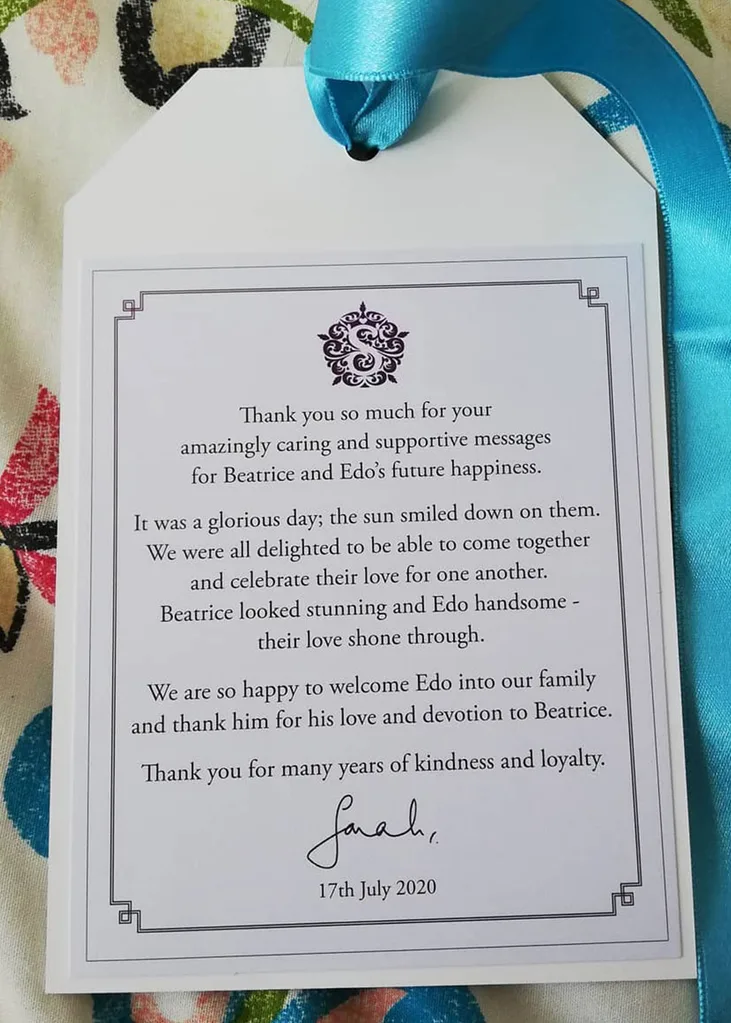 S
Thank you so much for your
amazingly caring and supportive messages
for Beatrice and Edo's future happiness.
It was a glorious day; the sun smiled down on them.
We were all delighted to be able to come together
and celebrate their love for one another.
Beatrice looked stunning and Edo handsome -
their love shone through.
We are so happy to welcome Edo into our family
and thank him for his love and devotion to Beatrice.
Thank you for many years of kindness and loyalty.
Sarah,
17th July 2020